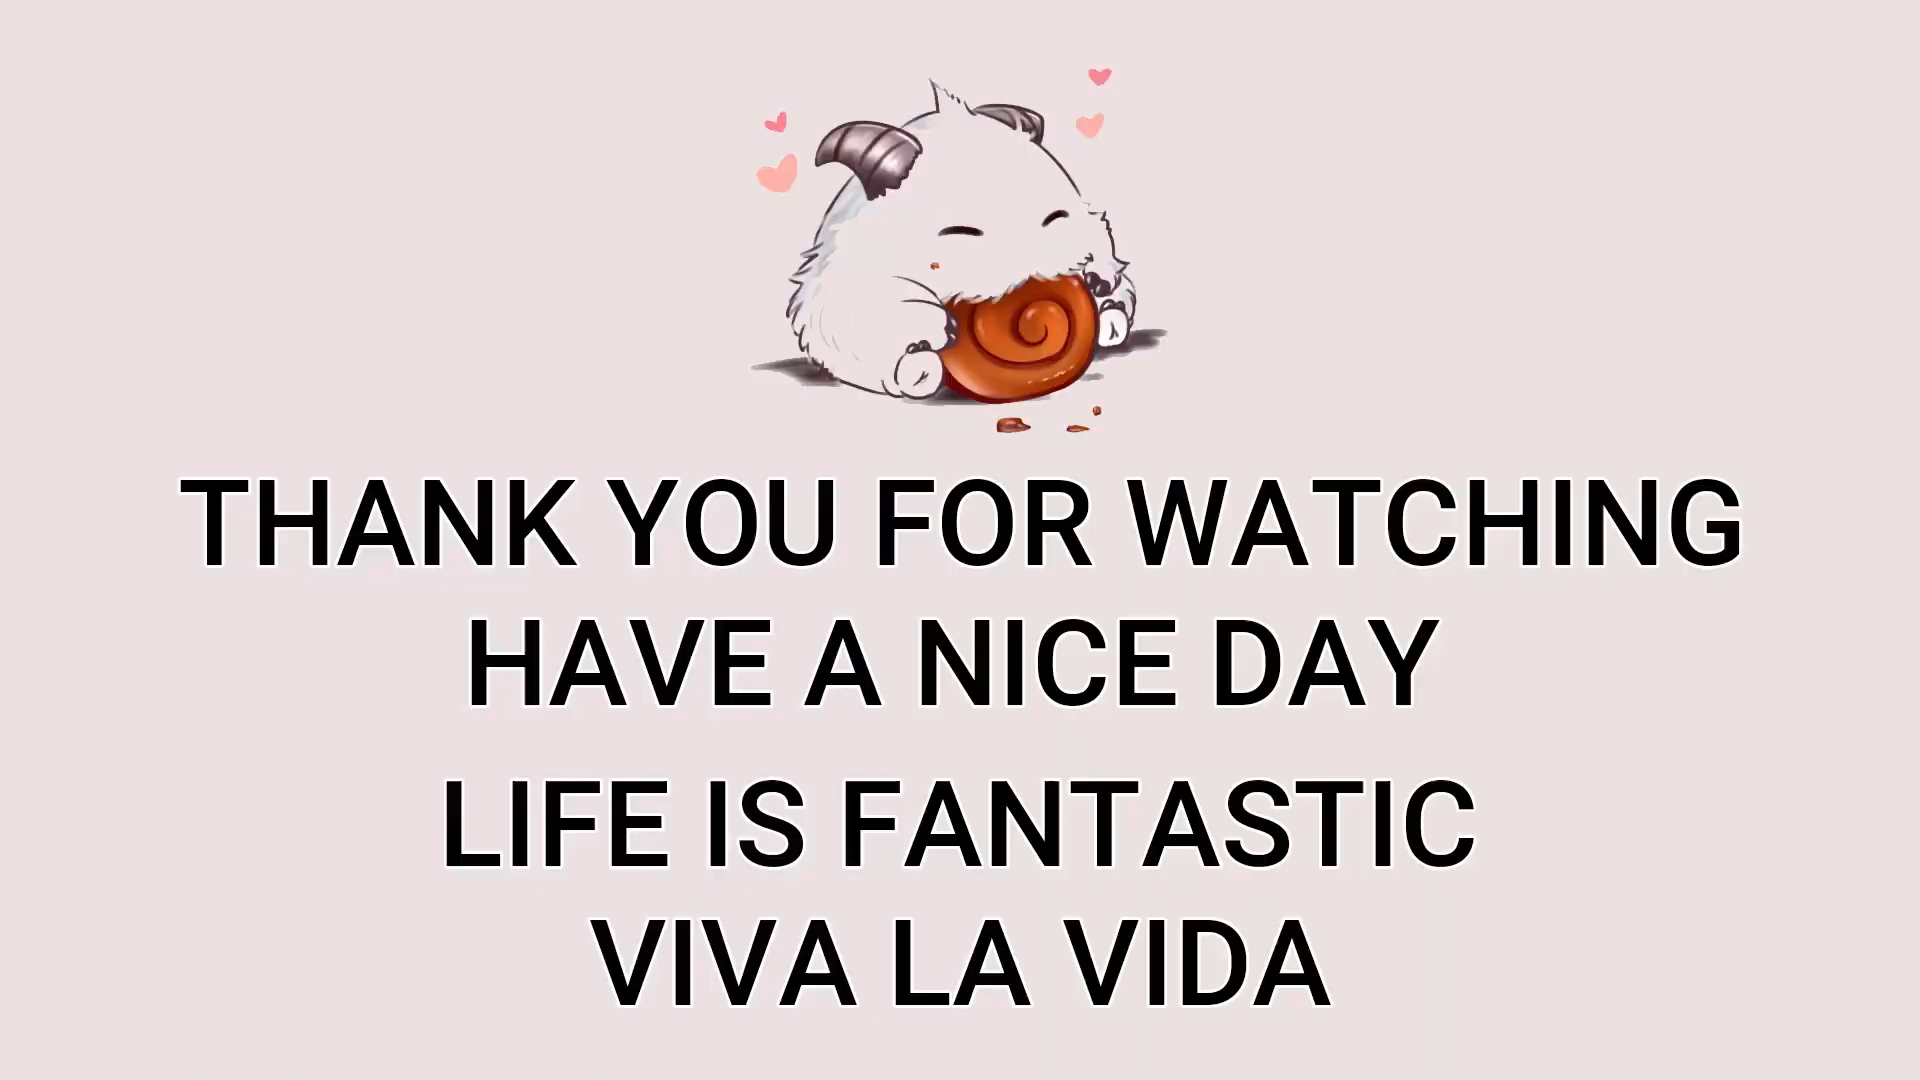 THANK YOU FOR WATCHING
HAVE A NICE DAY
LIFE IS FANTASTIC
VIVA LA VIDA